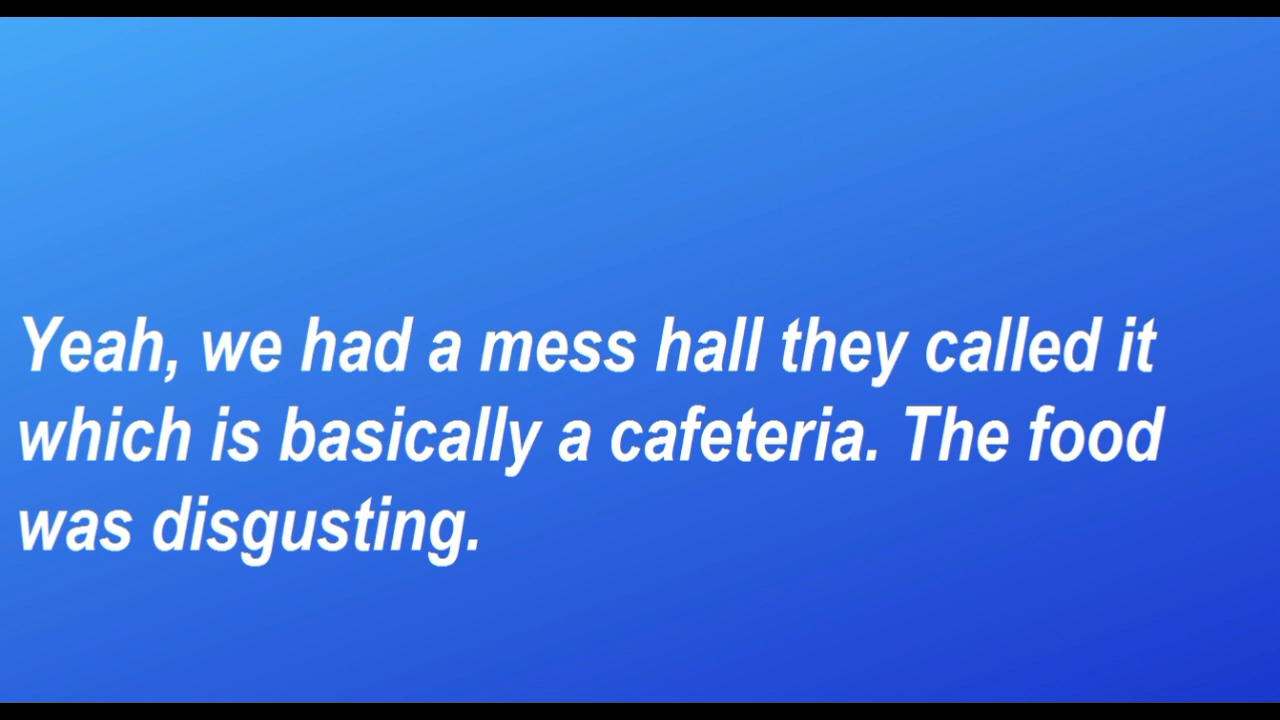 Yeah, we had a mess hall they called it
which is basically a cafeteria. The food
was disgusting.